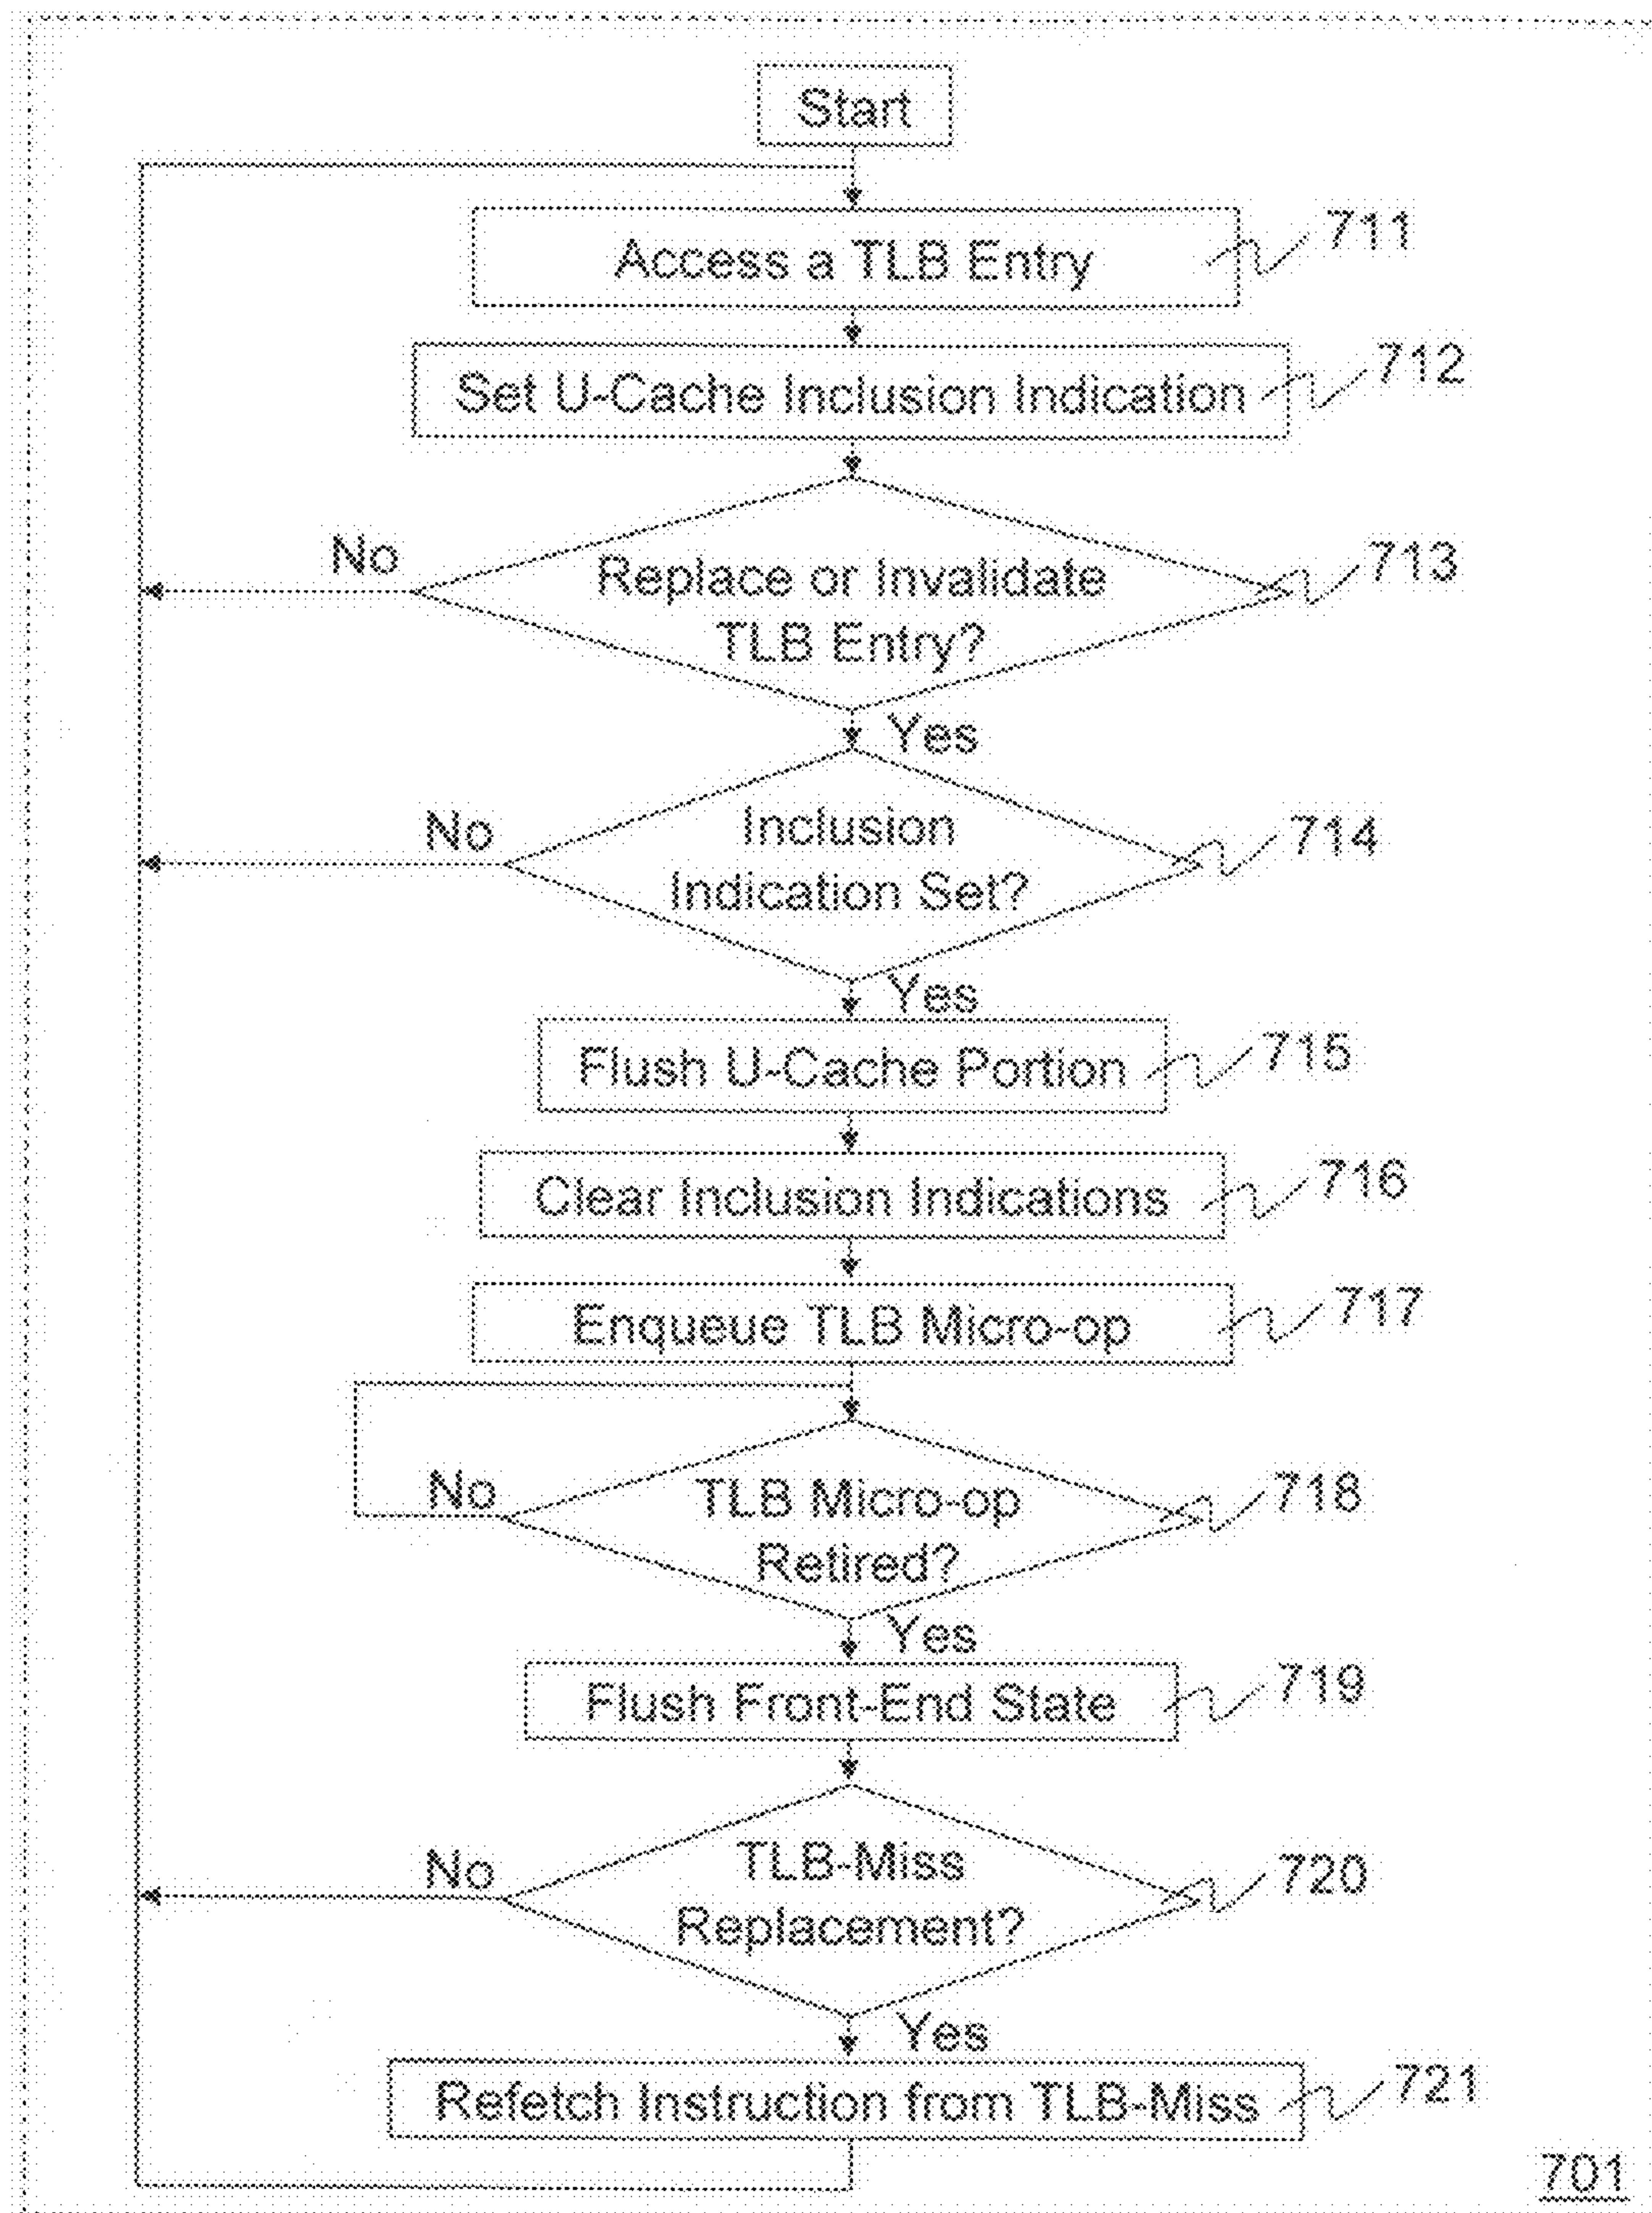 Start
Access a TLB Entry
711
Set U-Cache Inclusion Indication
712
Replace or Invalidate
TLB Entry?
713
No
Yes
Inclusion
Indication Set?
714
No
Yes
Flush U-Cache Portion
715
Clear Inclusion Indications
716
Enqueue TLB Micro-op
717
TLB Micro-op
Retired?
718
No
Yes
Flush Front-End State
719
TLB-Miss
Replacement?
720
No
Yes
Refetch Instruction from TLB-Miss
721
701